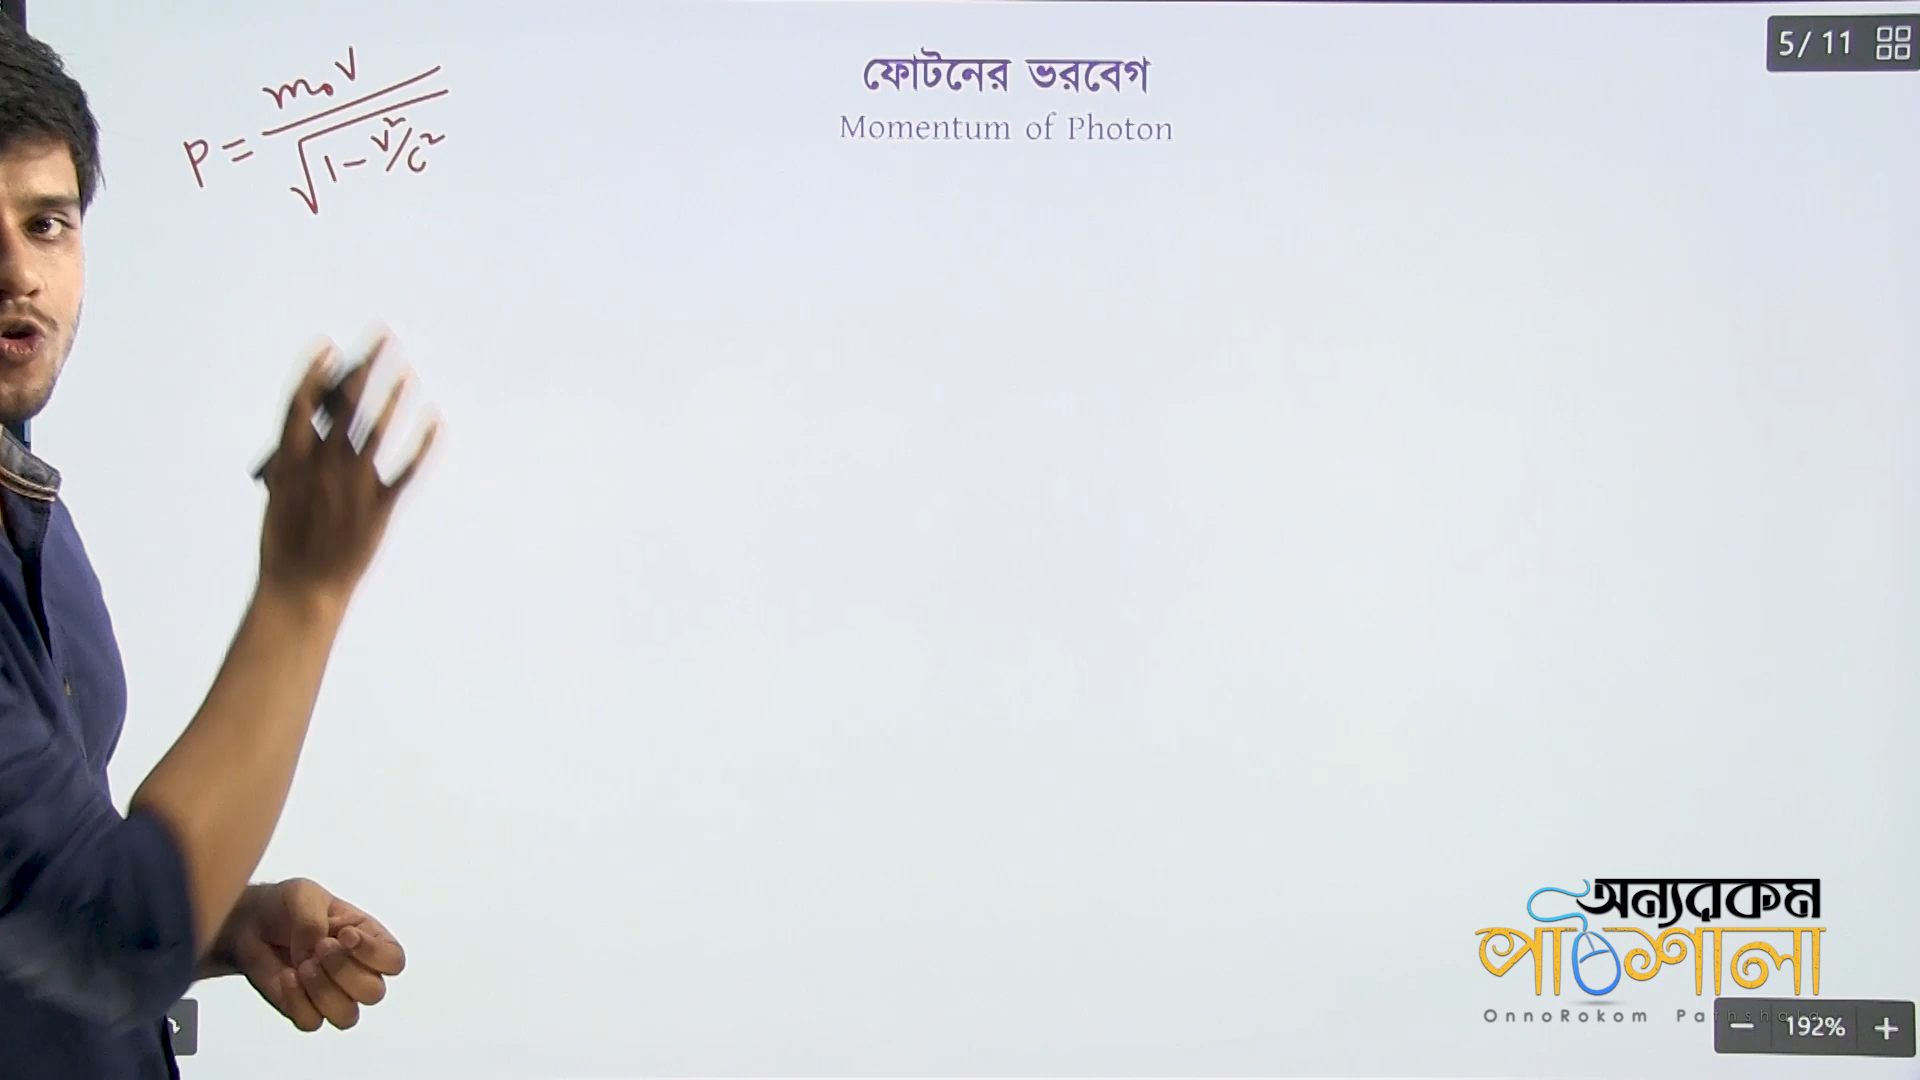 ফোটনের ভরবেগ
Momentum of Photon
5/ 11
P = m₀v / √1 - v²/c²
অন্যরকম
পাঠশালা
OnnoRokom Pathshala
192%